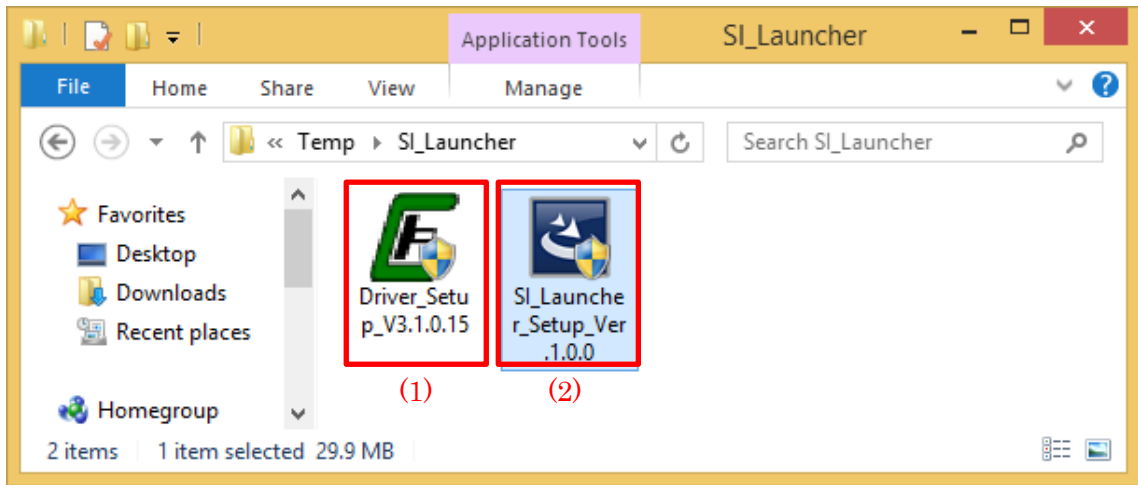 Application Tools SI_Launcher
File Home Share View Manage
« Temp SI_Launcher Search SI_Launcher
Favorites
Desktop
Downloads
Recent places
Homegroup
Driver_Setu
p_V3.1.0.15
(1)
SI_Launche
r_Setup_Ver
.1.0.0
(2)
2 items 1 item selected 29.9 MB